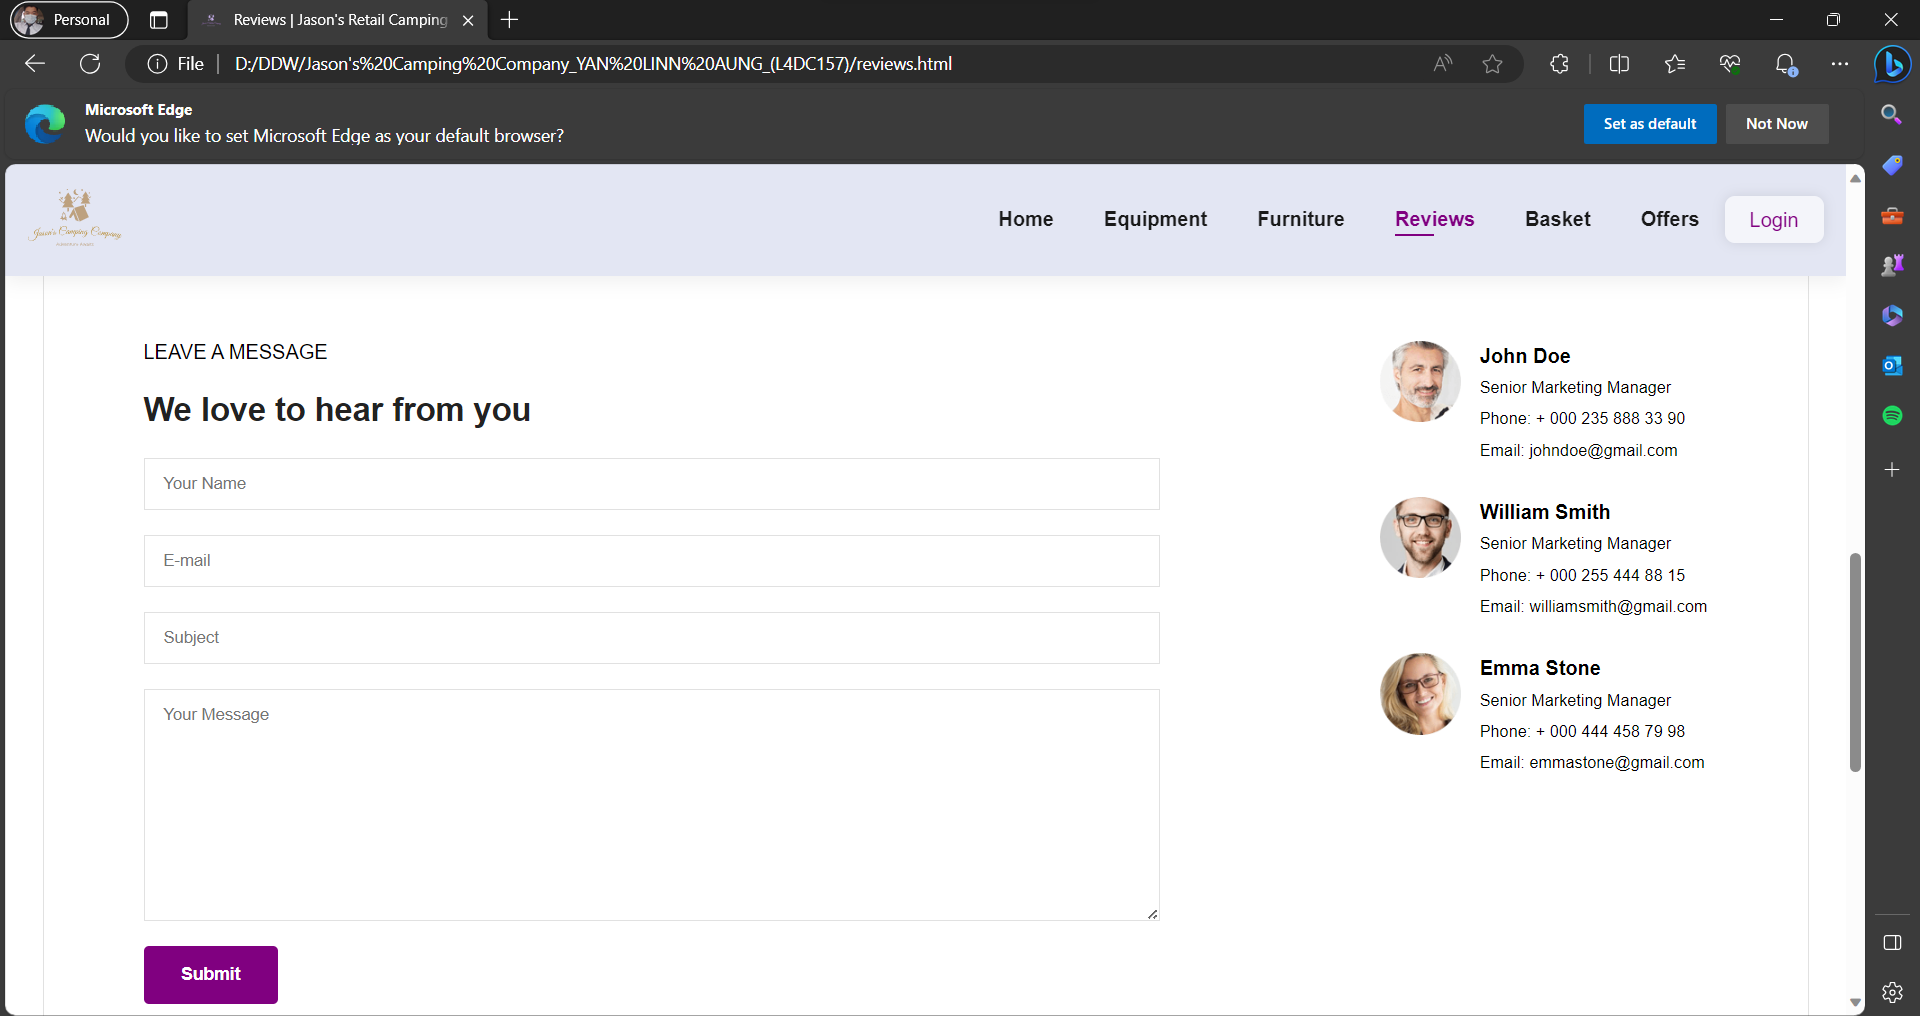 Personal
Reviews | Jason's Retail Camping
File
D:/DDW/Jason's%20Camping%20Company_YAN%20LINN%20AUNG_(L4DC157)/reviews.html
Microsoft Edge
Would you like to set Microsoft Edge as your default browser?
Set as default
Not Now
Jason's Camping Company
Home
Equipment
Furniture
Reviews
Basket
Offers
Login
LEAVE A MESSAGE
We love to hear from you
Your Name
E-mail
Subject
Your Message
Submit
John Doe
Senior Marketing Manager
Phone: + 000 235 888 33 90
Email: johndoe@gmail.com
William Smith
Senior Marketing Manager
Phone: + 000 255 444 88 15
Email: williamsmith@gmail.com
Emma Stone
Senior Marketing Manager
Phone: + 000 444 458 79 98
Email: emmastone@gmail.com